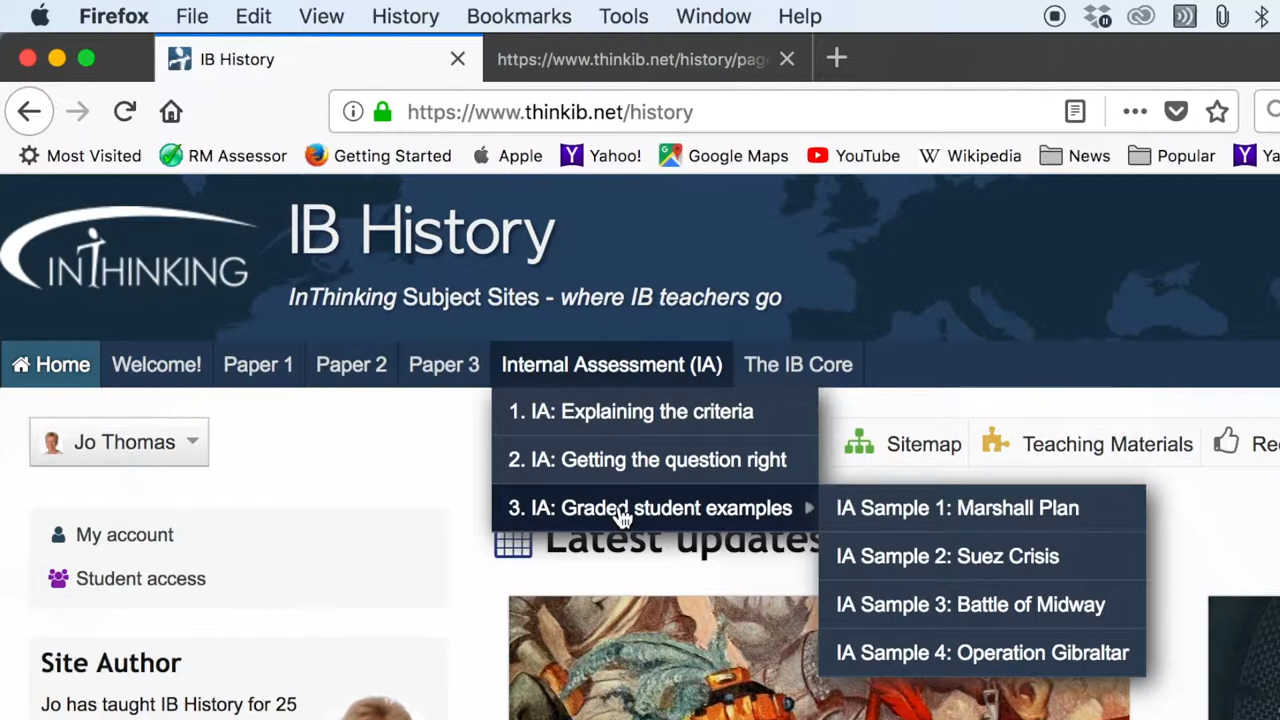 Firefox File Edit View History Bookmarks Tools Window Help
IB History
https://www.thinkib.net/history/pag
https://www.thinkib.net/history
Most Visited RM Assessor Getting Started Apple Yahoo! Google Maps YouTube Wikipedia News Popular Ya
INTHINKING
IB History
InThinking Subject Sites - where IB teachers go
Home Welcome! Paper 1 Paper 2 Paper 3 Internal Assessment (IA) The IB Core
1. IA: Explaining the criteria
Jo Thomas
Sitemap Teaching Materials Re
2. IA: Getting the question right
3. IA: Graded student examples
IA Sample 1: Marshall Plan
My account
Latest updates
IA Sample 2: Suez Crisis
Student access
IA Sample 3: Battle of Midway
IA Sample 4: Operation Gibraltar
Site Author
Jo has taught IB History for 25